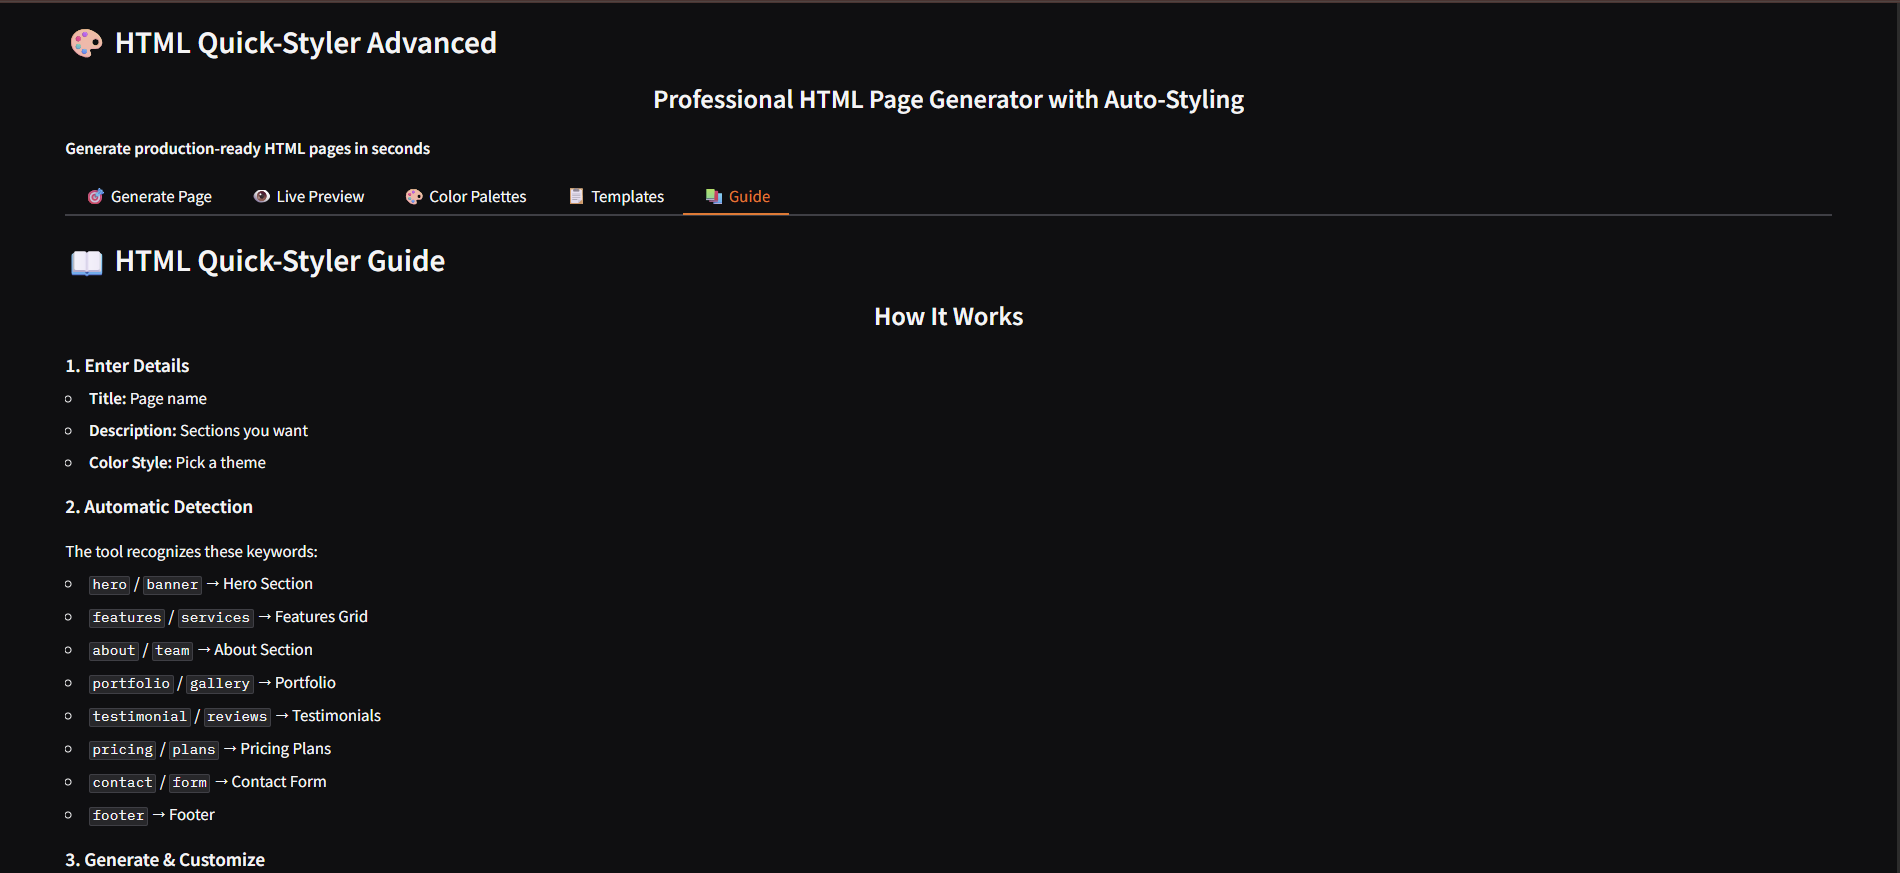 HTML Quick-Styler Advanced
Professional HTML Page Generator with Auto-Styling
Generate production-ready HTML pages in seconds
Generate Page Live Preview Color Palettes Templates Guide
HTML Quick-Styler Guide
How It Works
1. Enter Details
Title: Page name
Description: Sections you want
Color Style: Pick a theme
2. Automatic Detection
The tool recognizes these keywords:
hero / banner → Hero Section
features / services → Features Grid
about / team → About Section
portfolio / gallery → Portfolio
testimonial / reviews → Testimonials
pricing / plans → Pricing Plans
contact / form → Contact Form
footer → Footer
3. Generate & Customize